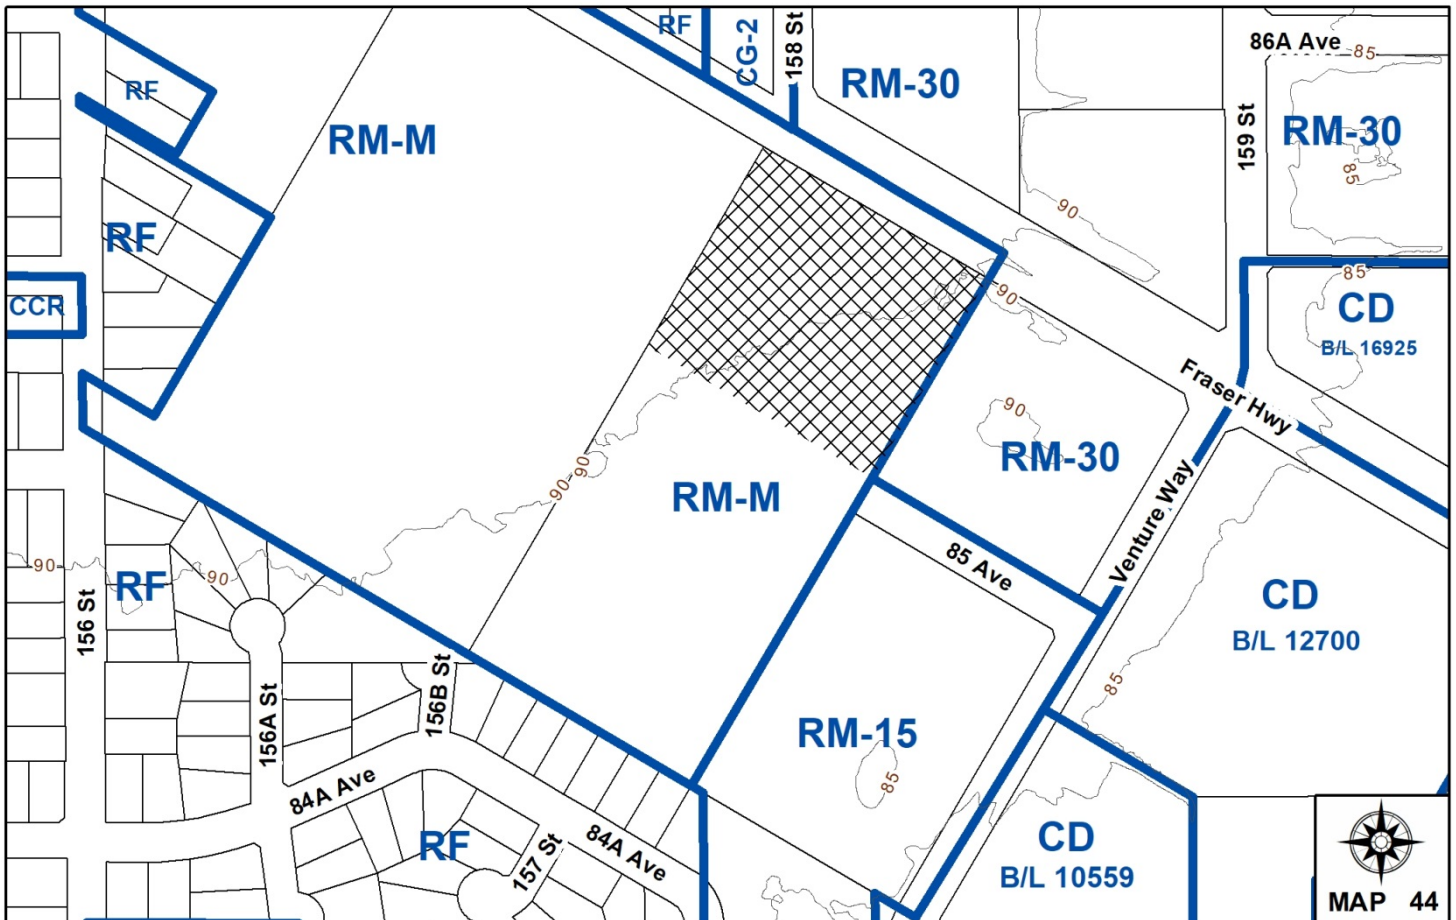 RF
CG-2
158 St
86A Ave
85
RM-30
RF
RM-M
159 St
RM-30
85
90
RF
85
CCR
90
CD
B/L 16925
Fraser Hwy
90
RM-30
90
90
RM-M
Venture Way
85 Ave
90
RF
90
156 St
CD
B/L 12700
156A St
156B St
85
RM-15
85
84A Ave
84A Ave
RF
157 St
CD
B/L 10559
MAP 44